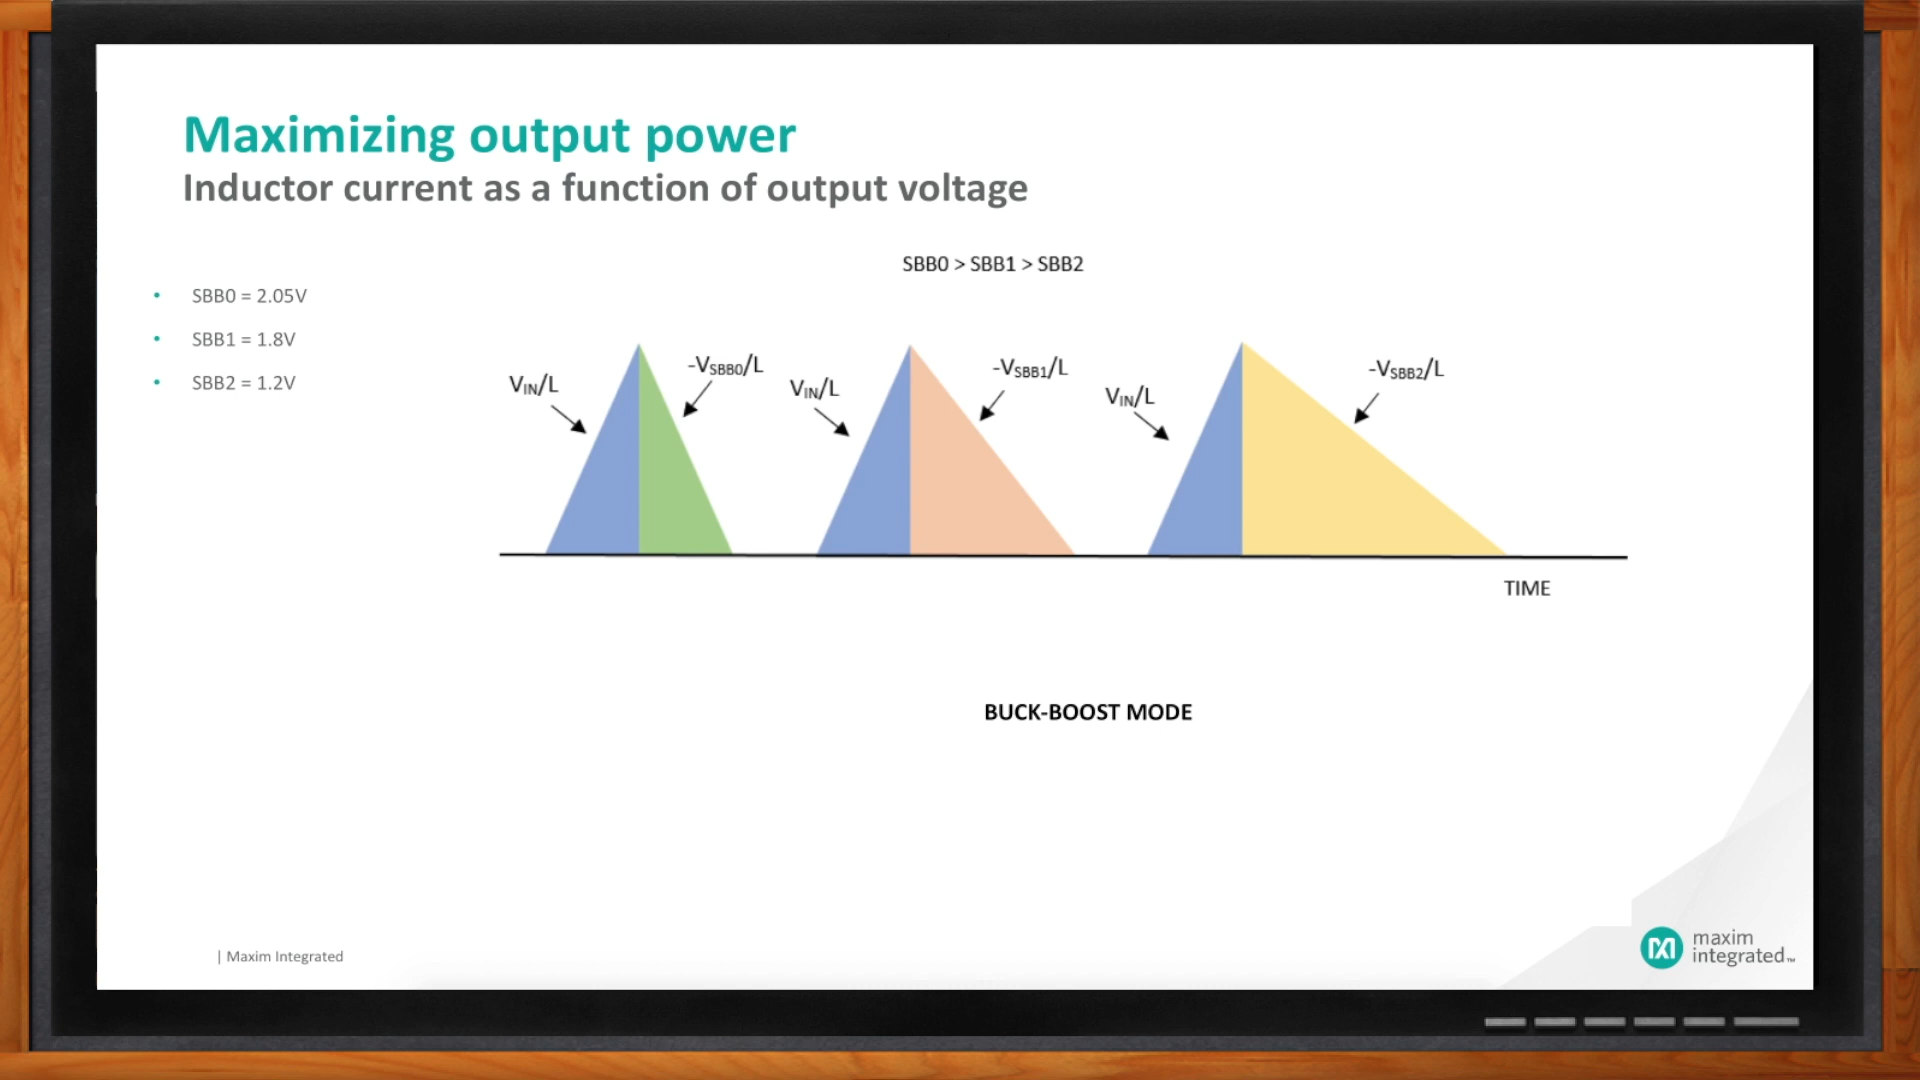 Maximizing output power
Inductor current as a function of output voltage
• SBB0 = 2.05V
• SBB1 = 1.8V
• SBB2 = 1.2V
SBB0 > SBB1 > SBB2
VIN/L
-VSBB0/L
VIN/L
-VSBB1/L
VIN/L
-VSBB2/L
TIME
BUCK-BOOST MODE
| Maxim Integrated
maxim
integrated™